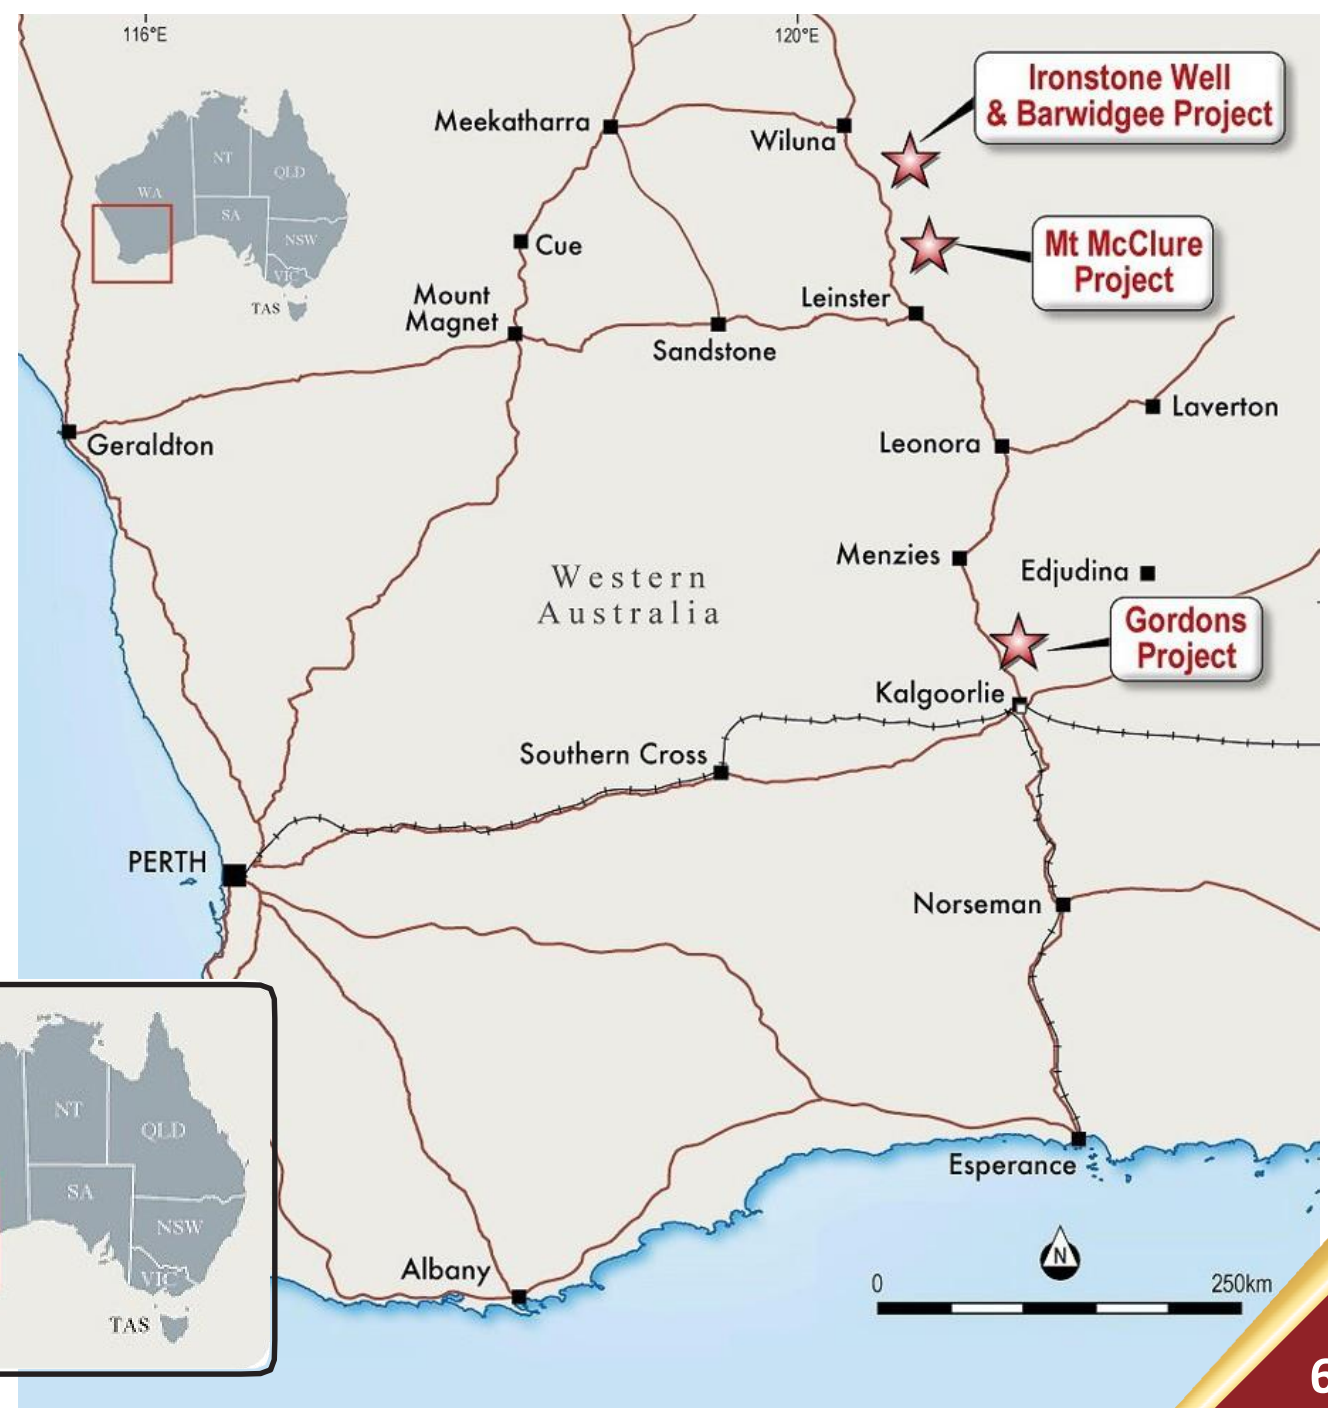 116°E
120°E
Ironstone Well
& Barwidgee Project
Meekatharra
Wiluna
NT
QLD
WA
SA
NSW
VIC
TAS
Cue
Mt McClure
Project
Mount
Magnet
Leinster
Sandstone
Laverton
Geraldton
Leonora
Menzies
Edjudina
Western
Australia
Gordons
Project
Kalgoorlie
Southern Cross
PERTH
Norseman
NT
QLD
SA
NSW
VIC
TAS
Esperance
Albany
N
0
250km
6